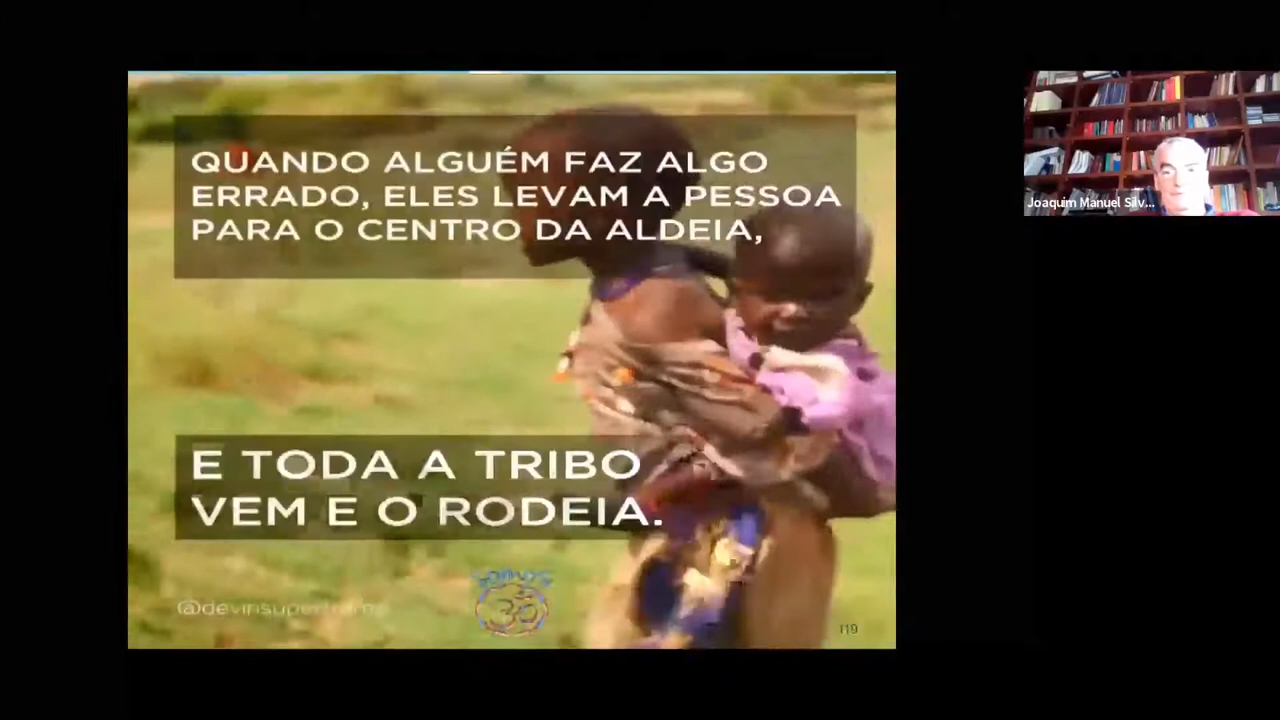 QUANDO ALGUÉM FAZ ALGO
ERRADO, ELES LEVAM A PESSOA
PARA O CENTRO DA ALDEIA,
E TODA A TRIBO
VEM E O RODEIA.
SOMOS
119
Joaquim Manuel Silv...